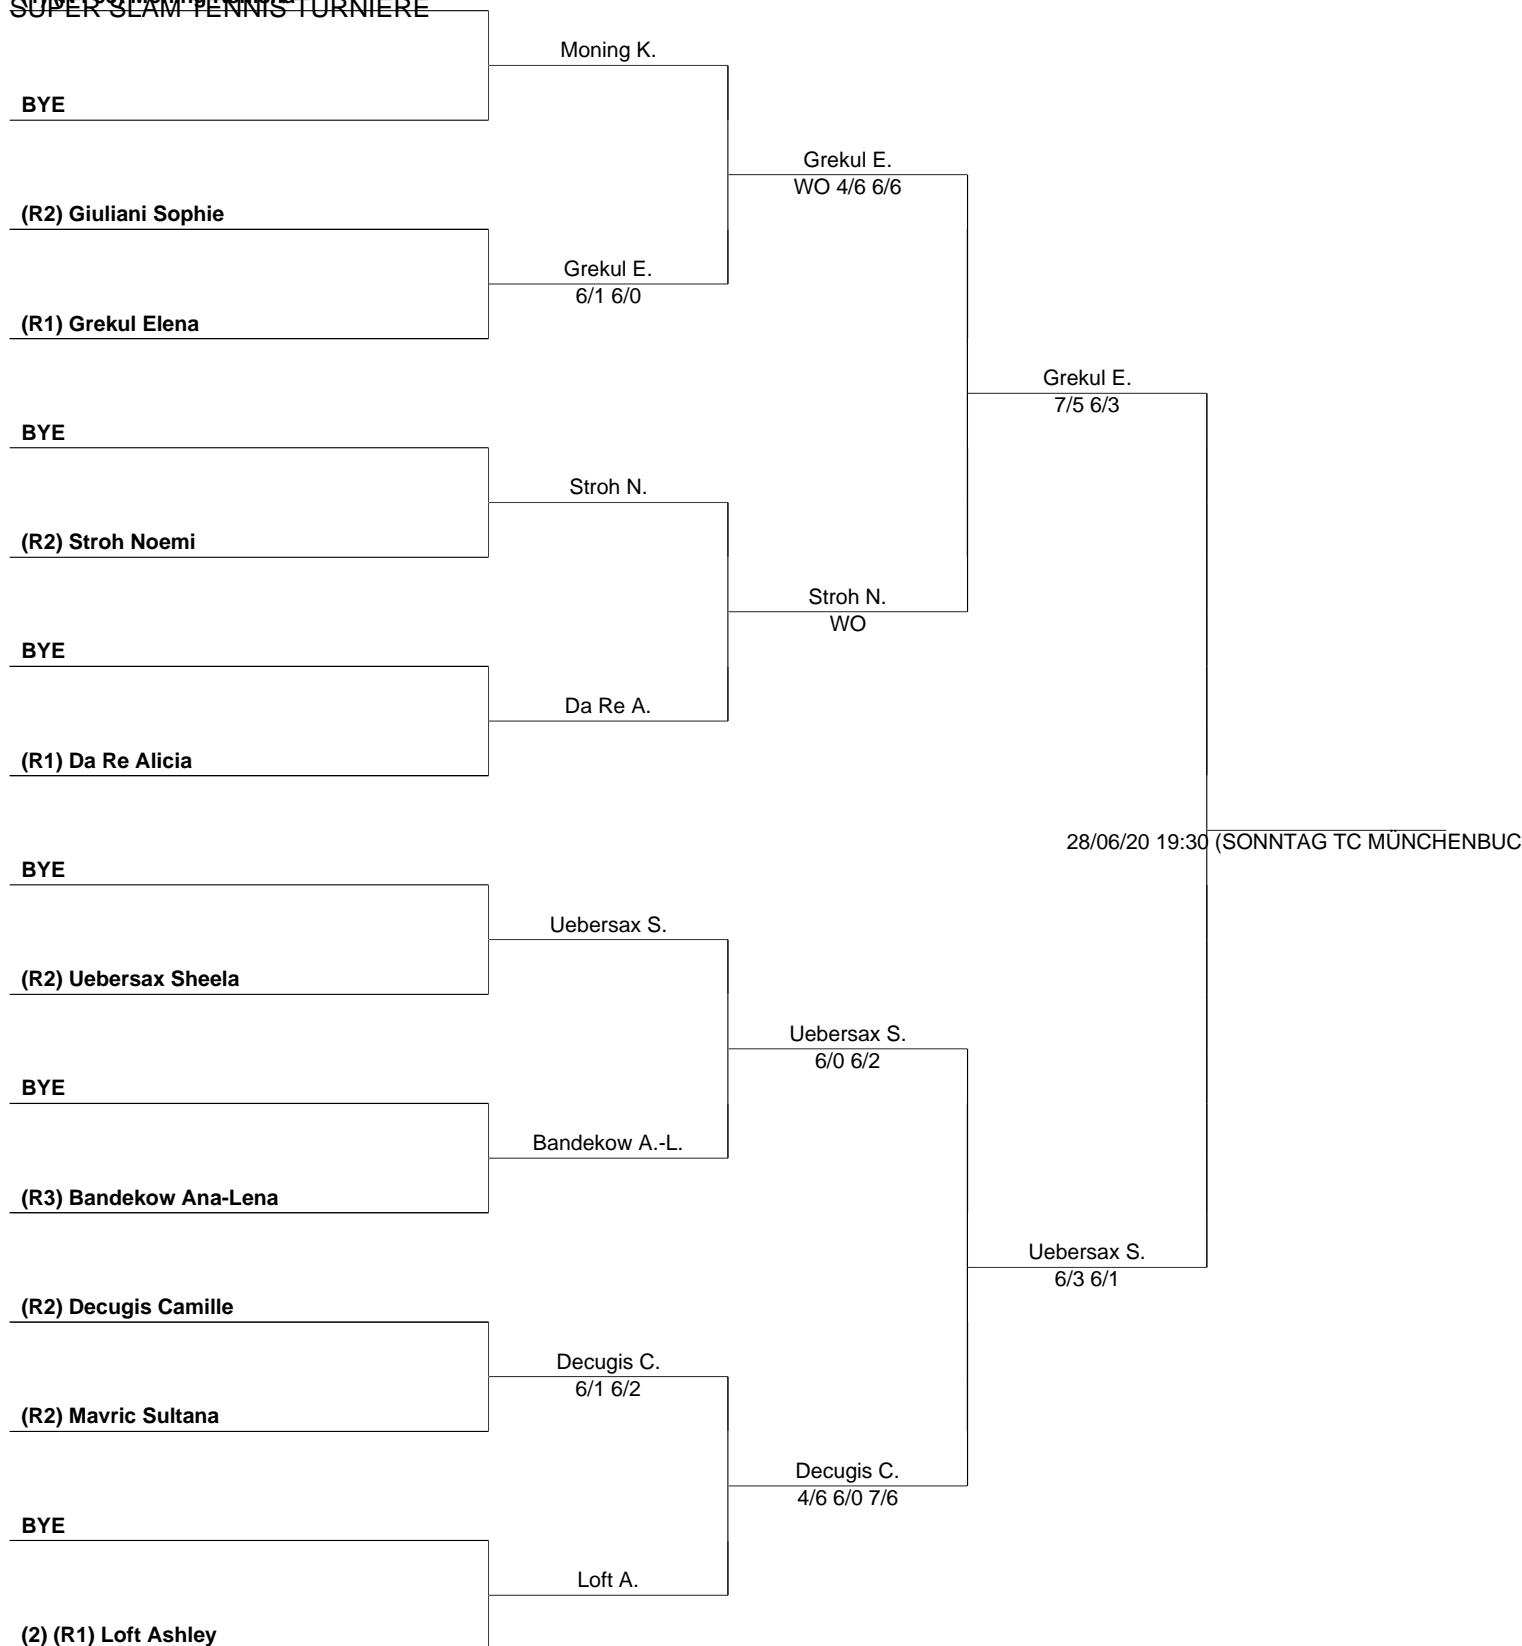 SUPER SLAM TENNIS TURNIERE
Moning K.
BYE
Grekul E.
WO 4/6 6/6
(R2) Giuliani Sophie
Grekul E.
6/1 6/0
(R1) Grekul Elena
Grekul E.
7/5 6/3
BYE
Stroh N.
(R2) Stroh Noemi
Stroh N.
WO
BYE
Da Re A.
(R1) Da Re Alicia
28/06/20 19:30 (SONNTAG TC MÜNCHENBUC
BYE
Uebersax S.
(R2) Uebersax Sheela
Uebersax S.
6/0 6/2
BYE
Bandekow A.-L.
(R3) Bandekow Ana-Lena
Uebersax S.
6/3 6/1
(R2) Decugis Camille
Decugis C.
6/1 6/2
(R2) Mavric Sultana
Decugis C.
4/6 6/0 7/6
BYE
Loft A.
(2) (R1) Loft Ashley